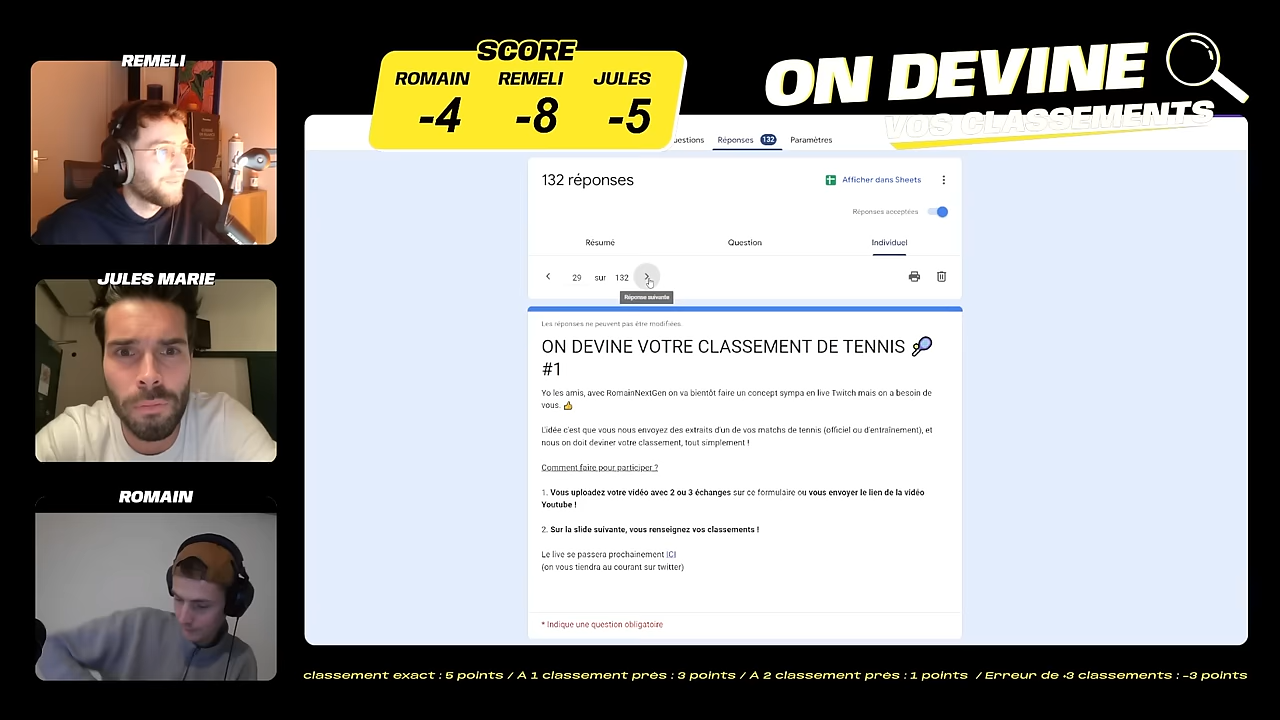 REMELI
JULES MARIE
ROMAIN
SCORE
ROMAIN REMELI JULES
-4 -8 -5
ON DEVINE
VOS CLASSEMENTS
uestions Réponses 132 Paramètres
132 réponses
Afficher dans Sheets
Réponses acceptées
Résumé Question Individuel
29 sur 132
Réponse suivante
Les réponses ne peuvent pas être modifiées.
ON DEVINE VOTRE CLASSEMENT DE TENNIS 🎾
#1
Yo les amis, avec RomainNextGen on va bientôt faire un concept sympa en live Twitch mais on a besoin de
vous. 👍
L'idée c'est que vous nous envoyez des extraits d'un de vos matchs de tennis (officiel ou d'entraînement), et
nous on doit deviner votre classement, tout simplement !
Comment faire pour participer ?
1. Vous uploadez votre vidéo avec 2 ou 3 échanges sur ce formulaire ou vous envoyer le lien de la vidéo
Youtube !
2. Sur la slide suivante, vous renseignez vos classements !
Le live se passera prochainement ICI
(on vous tiendra au courant sur twitter)
* Indique une question obligatoire
classement exact : 5 points / À 1 classement près : 3 points / À 2 classement près : 1 points / Erreur de +3 classements : -3 points